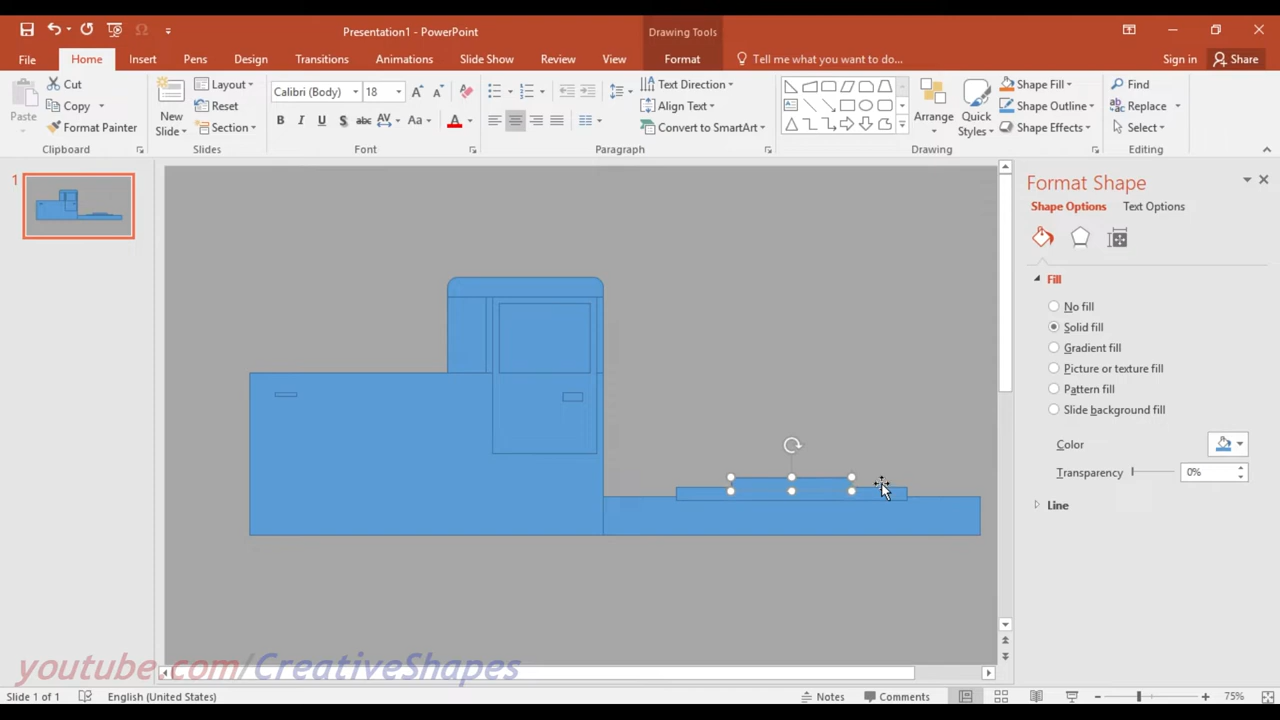 Presentation1 - PowerPoint
Drawing Tools
File
Home
Insert
Pens
Design
Transitions
Animations
Slide Show
Review
View
Format
Tell me what you want to do...
Sign in
Share
Paste
Cut
Copy
Format Painter
Clipboard
New Slide
Layout
Reset
Section
Slides
Calibri (Body)
18
B I U S abc AV Aa A
Font
Text Direction
Align Text
Convert to SmartArt
Paragraph
Arrange
Quick Styles
Shape Fill
Shape Outline
Shape Effects
Drawing
Find
Replace
Select
Editing
1
Format Shape
Shape Options
Text Options
Fill
No fill
Solid fill
Gradient fill
Picture or texture fill
Pattern fill
Slide background fill
Color
Transparency
0%
Line
youtube.com/CreativeShapes
Slide 1 of 1
English (United States)
Notes
Comments
75%